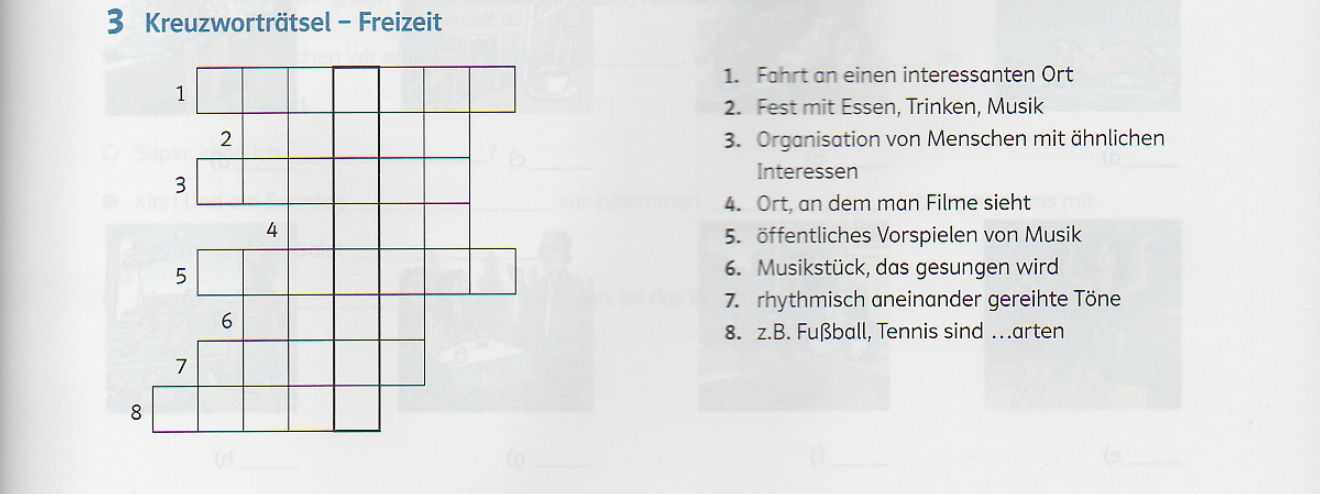 3 Kreuzworträtsel – Freizeit
1
2
3
4
5
6
7
8
1. Fahrt an einen interessanten Ort
2. Fest mit Essen, Trinken, Musik
3. Organisation von Menschen mit ähnlichen
Interessen
4. Ort, an dem man Filme sieht
5. öffentliches Vorspielen von Musik
6. Musikstück, das gesungen wird
7. rhythmisch aneinander gereihte Töne
8. z.B. Fußball, Tennis sind …arten